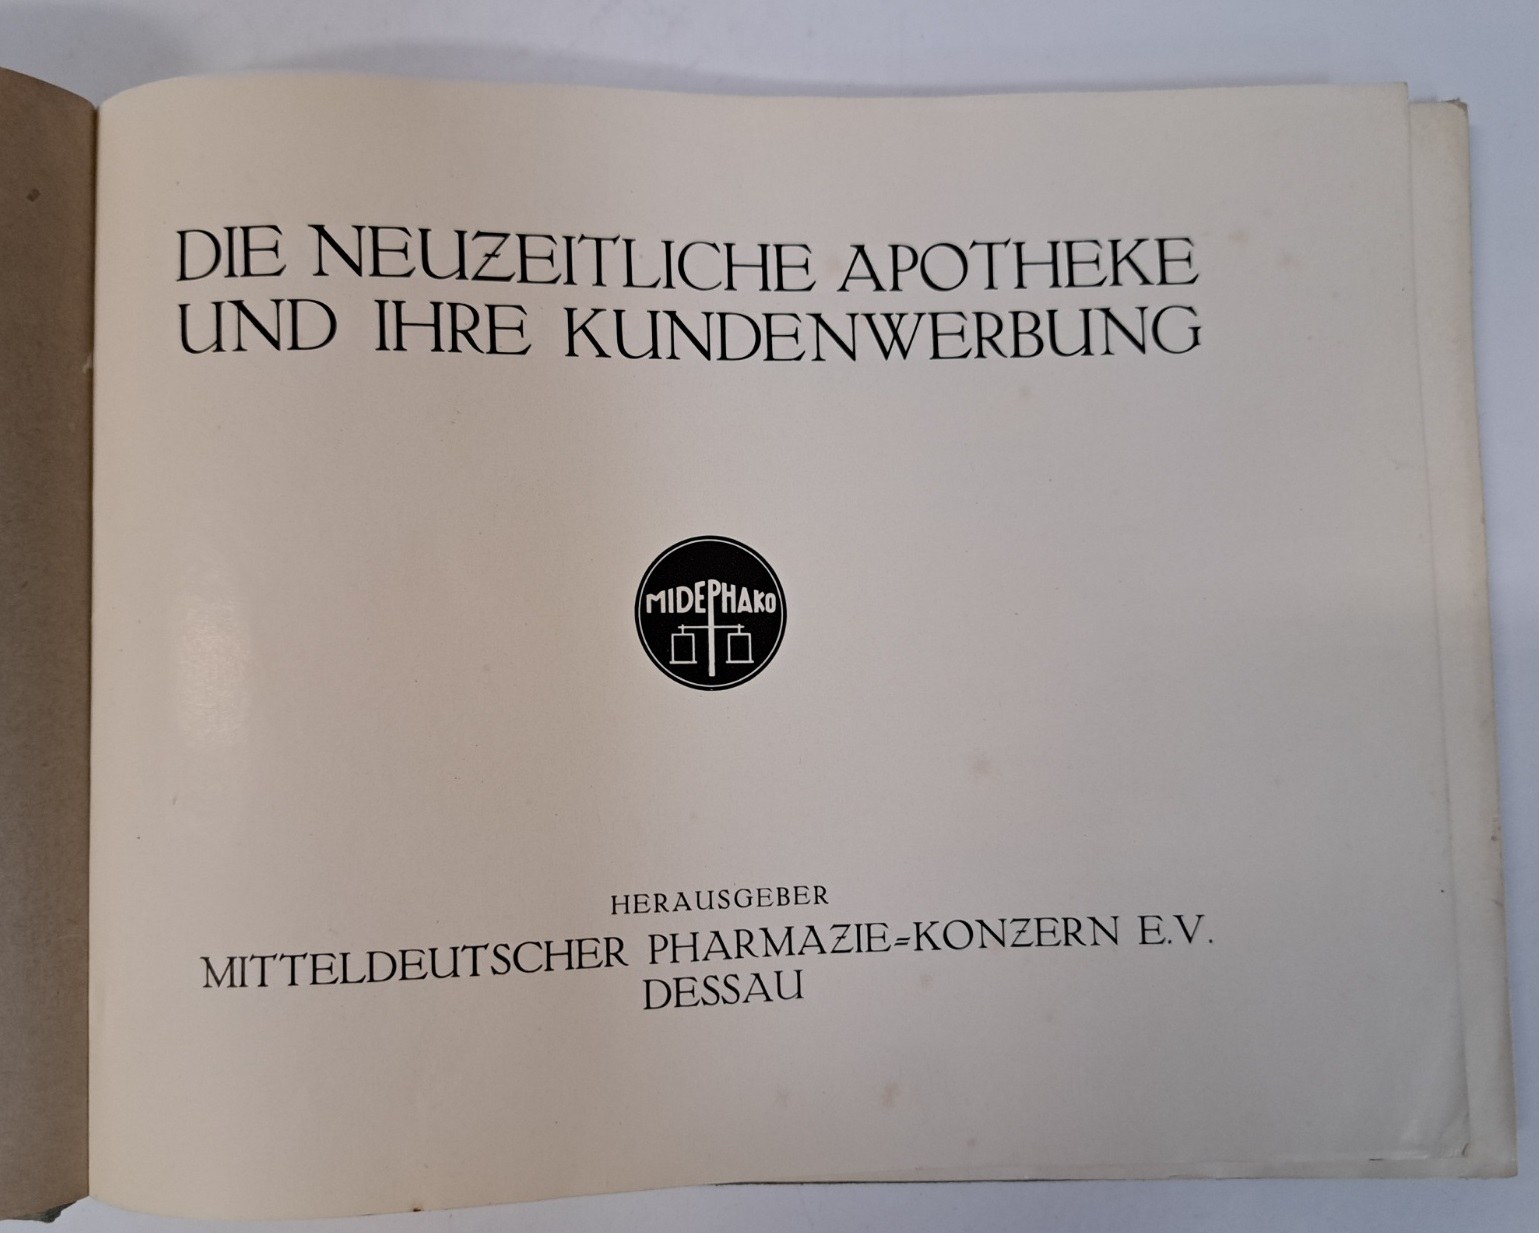 DIE NEUZEITLICHE APOTHEKE
UND IHRE KUNDENWERBUNG
MIDEPHAKO
HERAUSGEBER
MITTELDEUTSCHER PHARMAZIE=KONZERN E.V.
DESSAU